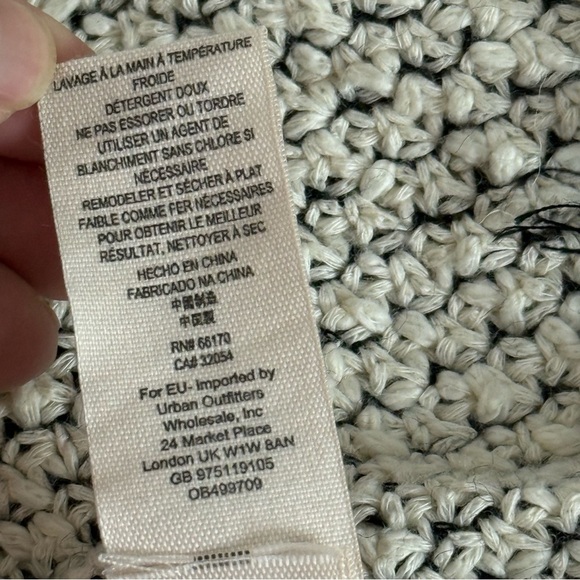 LAVAGE À LA MAIN À TEMPÉRATURE
FROIDE
DÉTERGENT DOUX
NE PAS ESSORER OU TORDRE
UTILISER UN AGENT DE
BLANCHIMENT SANS CHLORE SI
NÉCESSAIRE
REMODELER ET SÉCHER À PLAT
FAIBLE COMME FER NÉCESSAIRES
POUR OBTENIR LE MEILLEUR
RÉSULTAT, NETTOYER À SEC
HECHO EN CHINA
FABRICADO NA CHINA
中國制造
中国製
RN# 66170
CA# 32054
For EU- Imported by
Urban Outfitters
Wholesale, Inc
24 Market Place
London UK W1W 8AN
GB 975119105
OB499709